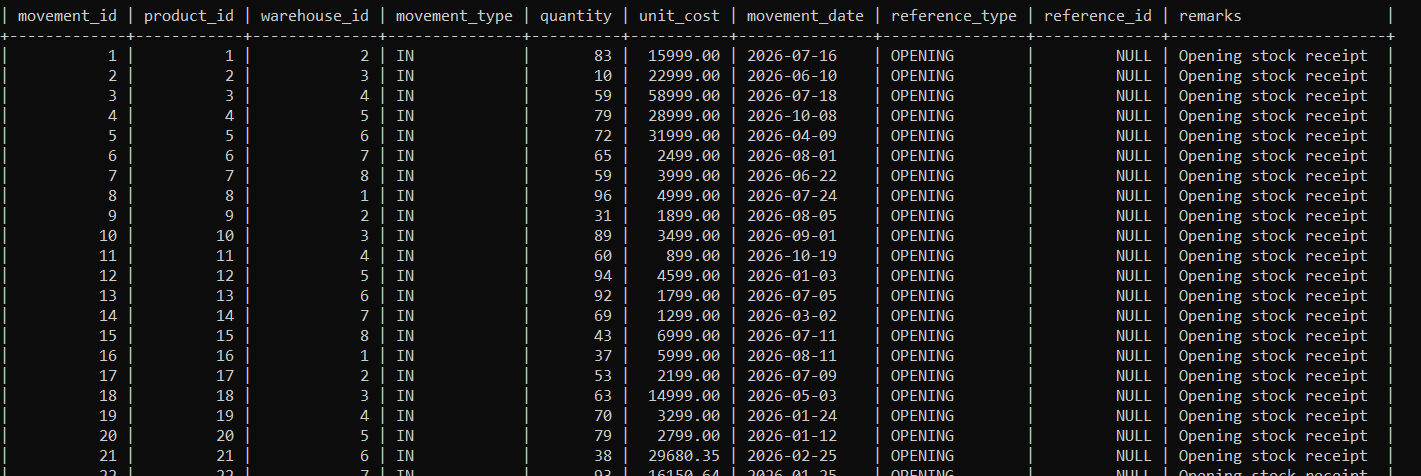 | movement_id | product_id | warehouse_id | movement_type | quantity | unit_cost | movement_date | reference_type | reference_id | remarks |
| 1 | 1 | 2 | IN | 83 | 15999.00 | 2026-07-16 | OPENING | NULL | Opening stock receipt |
| 2 | 2 | 3 | IN | 10 | 22999.00 | 2026-06-10 | OPENING | NULL | Opening stock receipt |
| 3 | 3 | 4 | IN | 59 | 58999.00 | 2026-07-18 | OPENING | NULL | Opening stock receipt |
| 4 | 4 | 5 | IN | 79 | 28999.00 | 2026-10-08 | OPENING | NULL | Opening stock receipt |
| 5 | 5 | 6 | IN | 72 | 31999.00 | 2026-04-09 | OPENING | NULL | Opening stock receipt |
| 6 | 6 | 7 | IN | 65 | 2499.00 | 2026-08-01 | OPENING | NULL | Opening stock receipt |
| 7 | 7 | 8 | IN | 59 | 3999.00 | 2026-06-22 | OPENING | NULL | Opening stock receipt |
| 8 | 8 | 1 | IN | 96 | 4999.00 | 2026-07-24 | OPENING | NULL | Opening stock receipt |
| 9 | 9 | 2 | IN | 31 | 1899.00 | 2026-08-05 | OPENING | NULL | Opening stock receipt |
| 10 | 10 | 3 | IN | 89 | 3499.00 | 2026-09-01 | OPENING | NULL | Opening stock receipt |
| 11 | 11 | 4 | IN | 60 | 899.00 | 2026-10-19 | OPENING | NULL | Opening stock receipt |
| 12 | 12 | 5 | IN | 94 | 4599.00 | 2026-01-03 | OPENING | NULL | Opening stock receipt |
| 13 | 13 | 6 | IN | 92 | 1799.00 | 2026-07-05 | OPENING | NULL | Opening stock receipt |
| 14 | 14 | 7 | IN | 69 | 1299.00 | 2026-03-02 | OPENING | NULL | Opening stock receipt |
| 15 | 15 | 8 | IN | 43 | 6999.00 | 2026-07-11 | OPENING | NULL | Opening stock receipt |
| 16 | 16 | 1 | IN | 37 | 5999.00 | 2026-08-11 | OPENING | NULL | Opening stock receipt |
| 17 | 17 | 2 | IN | 53 | 2199.00 | 2026-07-09 | OPENING | NULL | Opening stock receipt |
| 18 | 18 | 3 | IN | 63 | 14999.00 | 2026-05-03 | OPENING | NULL | Opening stock receipt |
| 19 | 19 | 4 | IN | 70 | 3299.00 | 2026-01-24 | OPENING | NULL | Opening stock receipt |
| 20 | 20 | 5 | IN | 79 | 2799.00 | 2026-01-12 | OPENING | NULL | Opening stock receipt |
| 21 | 21 | 6 | IN | 38 | 29680.35 | 2026-02-25 | OPENING | NULL | Opening stock receipt |